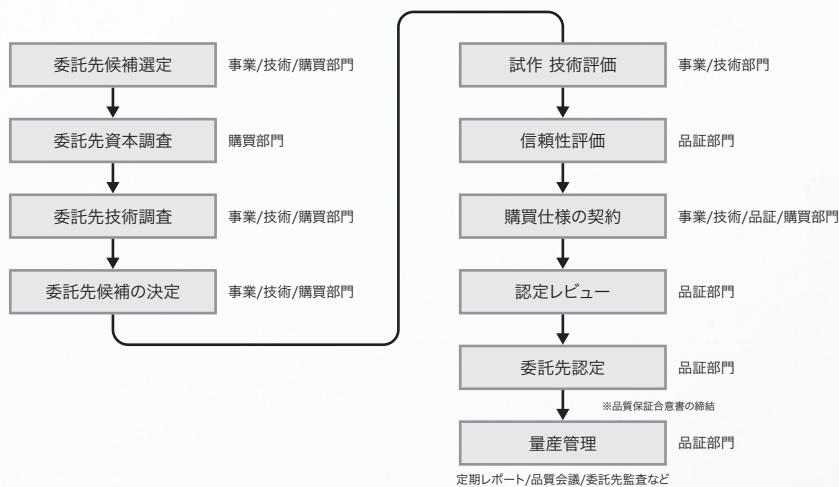 委託先候補選定
事業/技術/購買部門
委託先資本調査
購買部門
委託先技術調査
事業/技術/購買部門
委託先候補の決定
事業/技術/購買部門
試作 技術評価
事業/技術部門
信頼性評価
品証部門
購買仕様の契約
事業/技術/品証/購買部門
認定レビュー
品証部門
委託先認定
品証部門
※品質保証合意書の締結
量産管理
品証部門
定期レポート/品質会議/委託先監査など